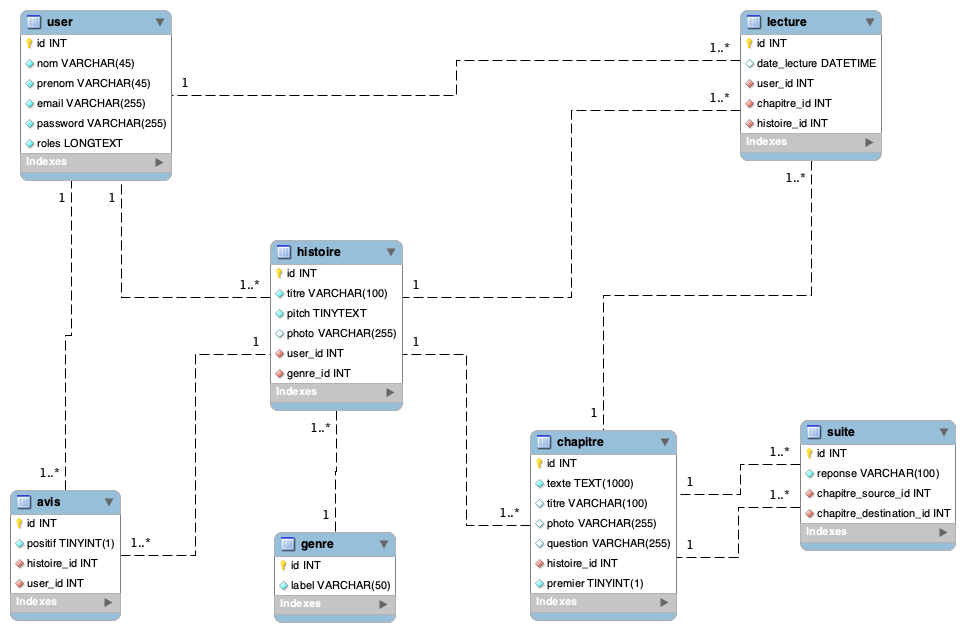 user
id INT
nom VARCHAR(45)
prenom VARCHAR(45)
email VARCHAR(255)
password VARCHAR(255)
roles LONGTEXT
Indexes
lecture
id INT
date_lecture DATETIME
user_id INT
chapitre_id INT
histoire_id INT
Indexes
1
1..*
1..*
1..*
1
1
histoire
id INT
titre VARCHAR(100)
pitch TINYTEXT
photo VARCHAR(255)
user_id INT
genre_id INT
Indexes
1..*
1
1
1
1..*
1
1
chapitre
id INT
texte TEXT(1000)
titre VARCHAR(100)
photo VARCHAR(255)
question VARCHAR(255)
histoire_id INT
premier TINYINT(1)
Indexes
suite
id INT
reponse VARCHAR(100)
chapitre_source_id INT
chapitre_destination_id INT
Indexes
1..*
1
1..*
1
1..*
1..*
avis
id INT
positif TINYINT(1)
histoire_id INT
user_id INT
Indexes
1..*
genre
id INT
label VARCHAR(50)
Indexes